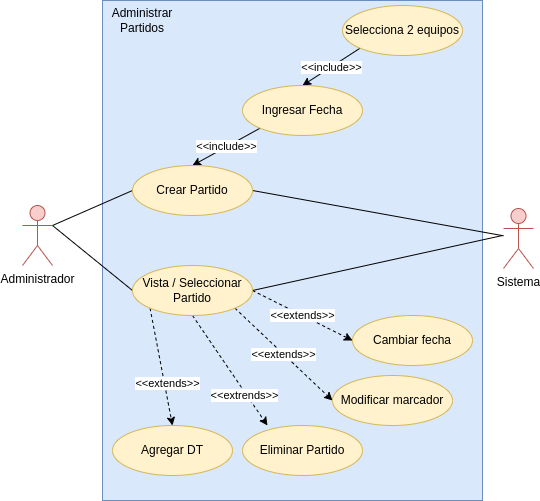 Administrar
Partidos
Selecciona 2 equipos
<<include>>
Ingresar Fecha
<<include>>
Crear Partido
Administrador
Sistema
Vista / Seleccionar
Partido
<<extends>>
Cambiar fecha
<<extends>>
<<extends>>
<<extrends>>
Modificar marcador
Agregar DT
Eliminar Partido